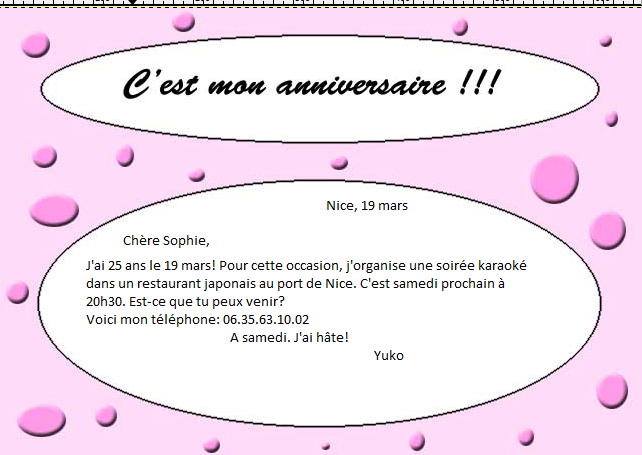 C'est mon anniversaire !!!
Nice, 19 mars
Chère Sophie,
J'ai 25 ans le 19 mars! Pour cette occasion, j'organise une soirée karaoké
dans un restaurant japonais au port de Nice. C'est samedi prochain à
20h30. Est-ce que tu peux venir?
Voici mon téléphone: 06.35.63.10.02
A samedi. J'ai hâte!
Yuko